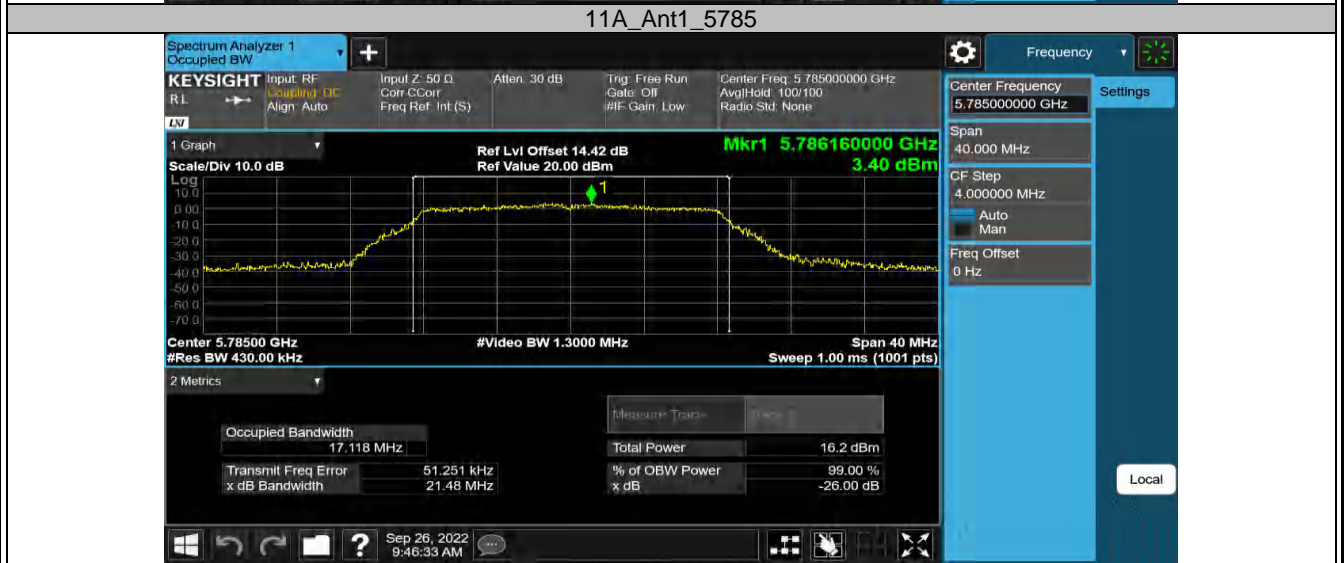 11A_Ant1_5785
Spectrum Analyzer 1
Occupied BW
Frequency
KEYSIGHT
RL
LXI
Input: RF
Coupling: DC
Align: Auto
Input Z: 50 Ω
Corr CCorr
Freq Ref: Int (S)
Atten: 30 dB
Trig: Free Run
Gate: Off
#IF Gain: Low
Center Freq: 5.785000000 GHz
Avg|Hold: 100/100
Radio Std: None
Center Frequency
5.785000000 GHz
Settings
Span
40.000 MHz
CF Step
4.000000 MHz
Auto
Man
Freq Offset
0 Hz
1 Graph
Scale/Div 10.0 dB
Ref Lvl Offset 14.42 dB
Ref Value 20.00 dBm
Mkr1 5.786160000 GHz
3.40 dBm
Log
10.0
0.00
-10.0
-20.0
-30.0
-40.0
-50.0
-60.0
-70.0
1
Center 5.78500 GHz
#Res BW 430.00 kHz
#Video BW 1.3000 MHz
Span 40 MHz
Sweep 1.00 ms (1001 pts)
2 Metrics
Measure Trace
Occupied Bandwidth
17.118 MHz
Total Power 16.2 dBm
Transmit Freq Error 51.251 kHz
% of OBW Power 99.00 %
x dB Bandwidth 21.48 MHz
x dB -26.00 dB
Local
Sep 26, 2022
9:46:33 AM